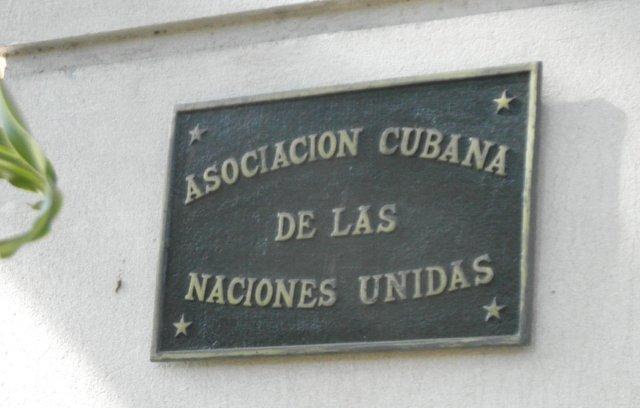 ASOCIACION CUBANA
DE LAS
NACIONES UNIDAS